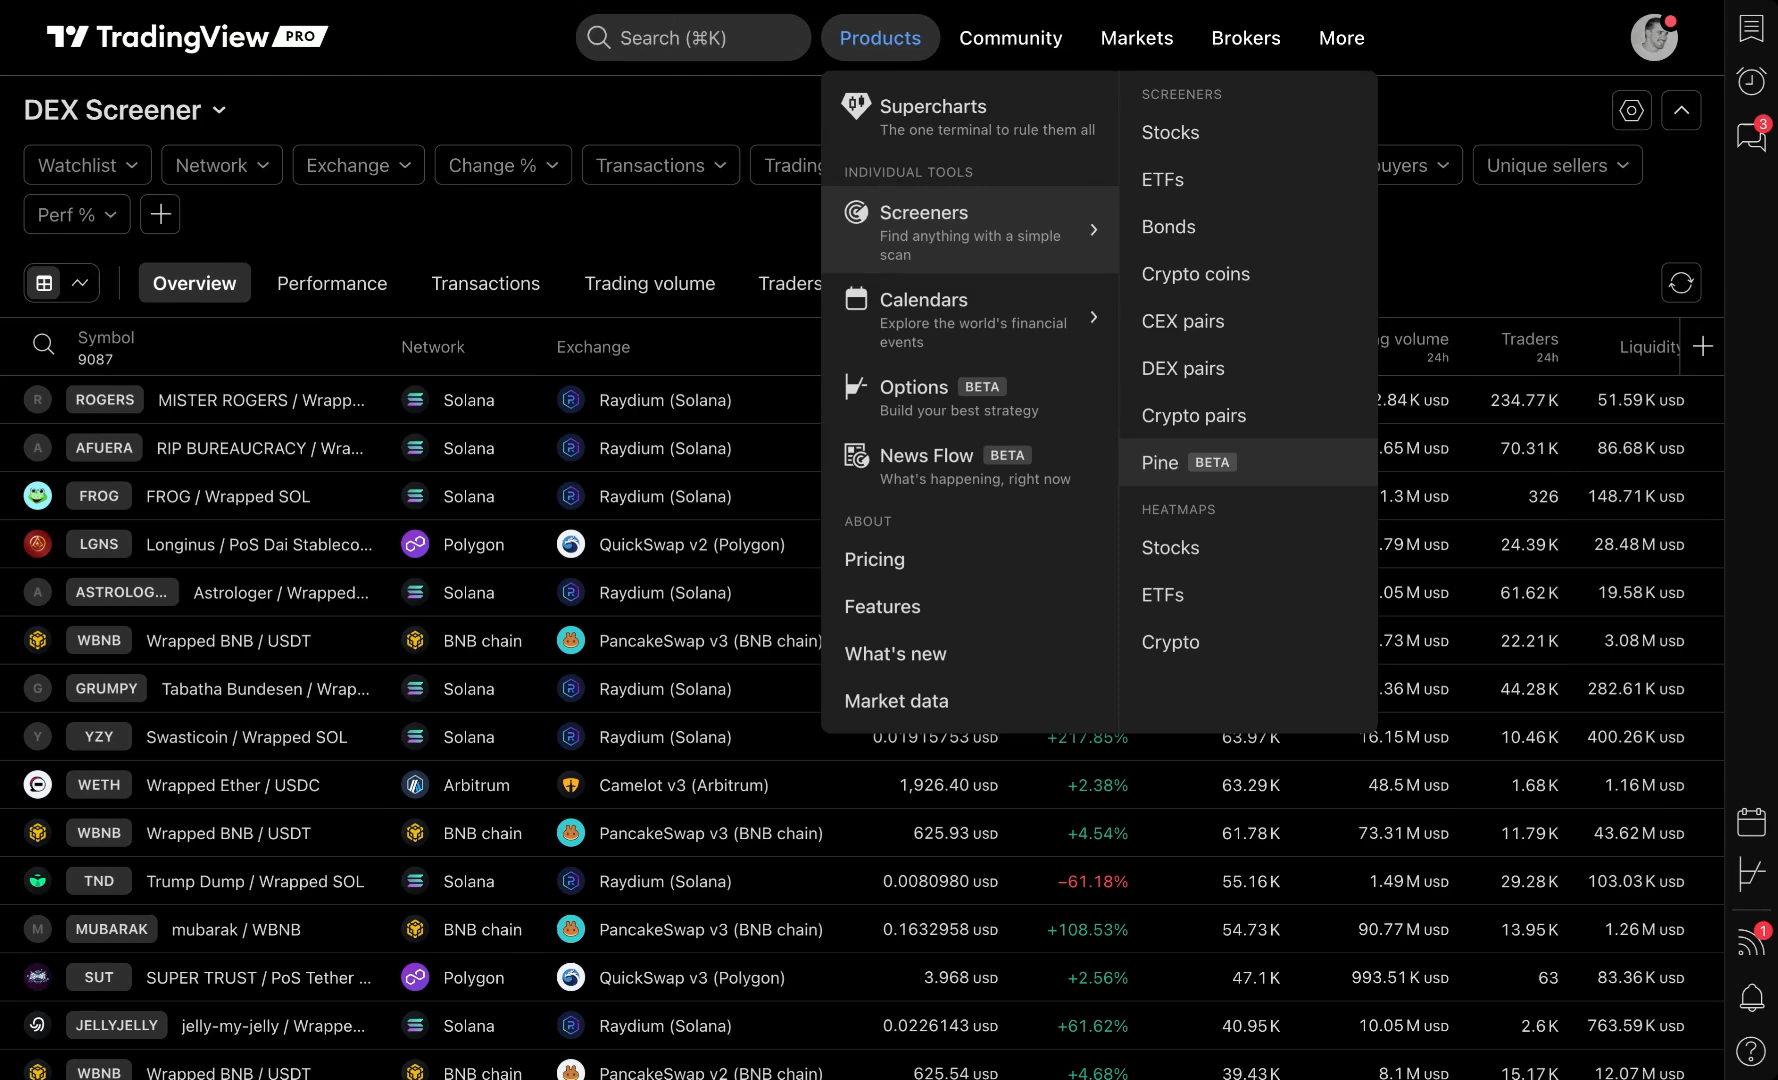 TradingView PRO
Search (⌘K)
Products
Community
Markets
Brokers
More
DEX Screener
Watchlist
Network
Exchange
Change %
Transactions
Trading
buyers
Unique sellers
Perf %
Overview
Performance
Transactions
Trading volume
Traders
Supercharts
The one terminal to rule them all
INDIVIDUAL TOOLS
Screeners
Find anything with a simple
scan
Calendars
Explore the world's financial
events
Options BETA
Build your best strategy
News Flow BETA
What's happening, right now
ABOUT
Pricing
Features
What's new
Market data
SCREENERS
Stocks
ETFs
Bonds
Crypto coins
CEX pairs
DEX pairs
Crypto pairs
Pine BETA
HEATMAPS
Stocks
ETFs
Crypto
3
1
Symbol
9087
Network
Exchange
g volume
24h
Traders
24h
Liquidity
R ROGERS MISTER ROGERS / Wrapp... Solana Raydium (Solana) 2.84 K USD 234.77 K 51.59 K USD
A AFUERA RIP BUREAUCRACY / Wra... Solana Raydium (Solana) .65 M USD 70.31 K 86.68 K USD
FROG FROG / Wrapped SOL Solana Raydium (Solana) 1.3 M USD 326 148.71 K USD
LGNS Longinus / PoS Dai Stableco... Polygon QuickSwap v2 (Polygon) .79 M USD 24.39 K 28.48 M USD
A ASTROLOG... Astrologer / Wrapped... Solana Raydium (Solana) .05 M USD 61.62 K 19.58 K USD
WBNB Wrapped BNB / USDT BNB chain PancakeSwap v3 (BNB chain) .73 M USD 22.21 K 3.08 M USD
G GRUMPY Tabatha Bundesen / Wrap... Solana Raydium (Solana) .36 M USD 44.28 K 282.61 K USD
Y YZY Swasticoin / Wrapped SOL Solana Raydium (Solana) 0.01915753 USD +217.85% 63.97 K 16.15 M USD 10.46 K 400.26 K USD
WETH Wrapped Ether / USDC Arbitrum Camelot v3 (Arbitrum) 1,926.40 USD +2.38% 63.29 K 48.5 M USD 1.68 K 1.16 M USD
WBNB Wrapped BNB / USDT BNB chain PancakeSwap v3 (BNB chain) 625.93 USD +4.54% 61.78 K 73.31 M USD 11.79 K 43.62 M USD
TND Trump Dump / Wrapped SOL Solana Raydium (Solana) 0.0080980 USD −61.18% 55.16 K 1.49 M USD 29.28 K 103.03 K USD
M MUBARAK mubarak / WBNB BNB chain PancakeSwap v3 (BNB chain) 0.1632958 USD +108.53% 54.73 K 90.77 M USD 13.95 K 1.26 M USD
SUT SUPER TRUST / PoS Tether ... Polygon QuickSwap v3 (Polygon) 3.968 USD +2.56% 47.1 K 993.51 K USD 63 83.36 K USD
JELLYJELLY jelly-my-jelly / Wrappe... Solana Raydium (Solana) 0.0226143 USD +61.62% 40.95 K 10.05 M USD 2.6 K 763.59 K USD
WBNB Wrapped BNB / USDT BNB chain PancakeSwap v2 (BNB chain) 625.54 USD +4.68% 39.43 K 8.1 M USD 15.17 K 12.07 M USD